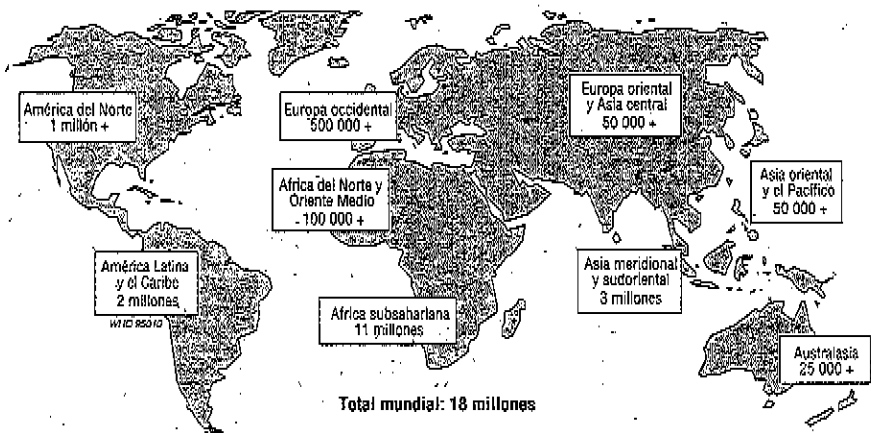 América del Norte
1 millón +
Europa occidental
500 000 +
Europa oriental
y Asia central
50 000 +
Africa del Norte y
Oriente Medio
100 000 +
Asia oriental
y el Pacífico
50 000 +
América Latina
y el Caribe
2 millones
WHO 95010
Africa subsahariana
11 millones
Asia meridional
y sudoriental
3 millones
Australasia
25 000 +
Total mundial: 18 millones